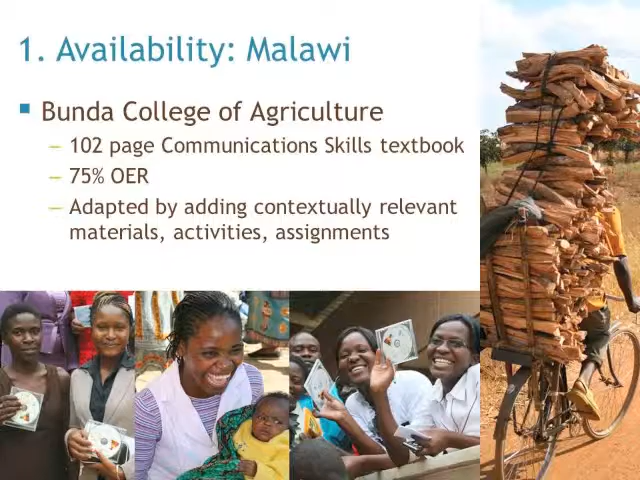 1. Availability: Malawi
▪ Bunda College of Agriculture
– 102 page Communications Skills textbook
– 75% OER
– Adapted by adding contextually relevant
materials, activities, assignments